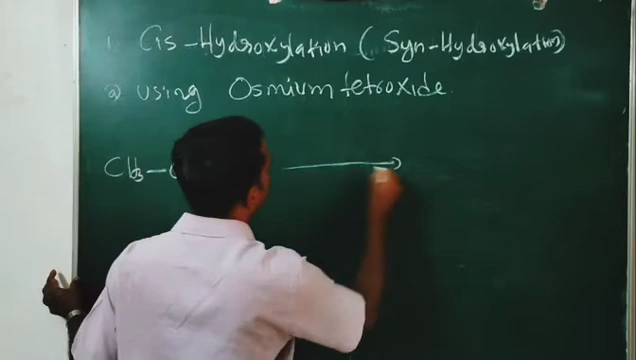 1. Cis-Hydroxylation (Syn-Hydroxylation)
a) Using Osmium tetroxide.
CH3-